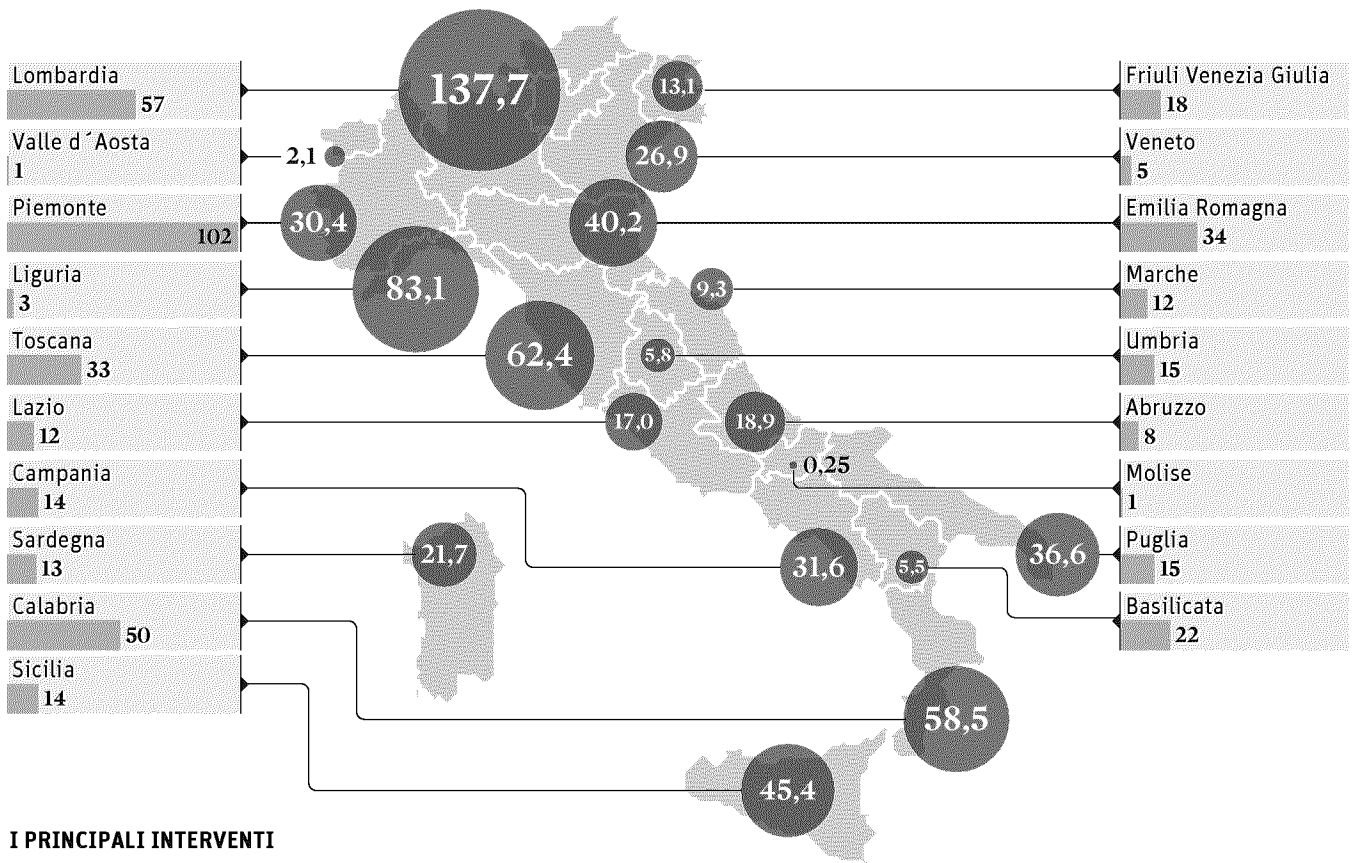 Lombardia
57
137,7
Valle d´Aosta
1
2,1
Piemonte
102
30,4
Liguria
3
83,1
Toscana
33
62,4
Lazio
12
17,0
Campania
14
31,6
Sardegna
13
21,7
Calabria
50
58,5
Sicilia
14
45,4
13,1
Friuli Venezia Giulia
18
26,9
Veneto
5
40,2
Emilia Romagna
34
9,3
Marche
12
5,8
Umbria
15
18,9
Abruzzo
8
0,25
Molise
1
36,6
Puglia
15
5,5
Basilicata
22
I PRINCIPALI INTERVENTI